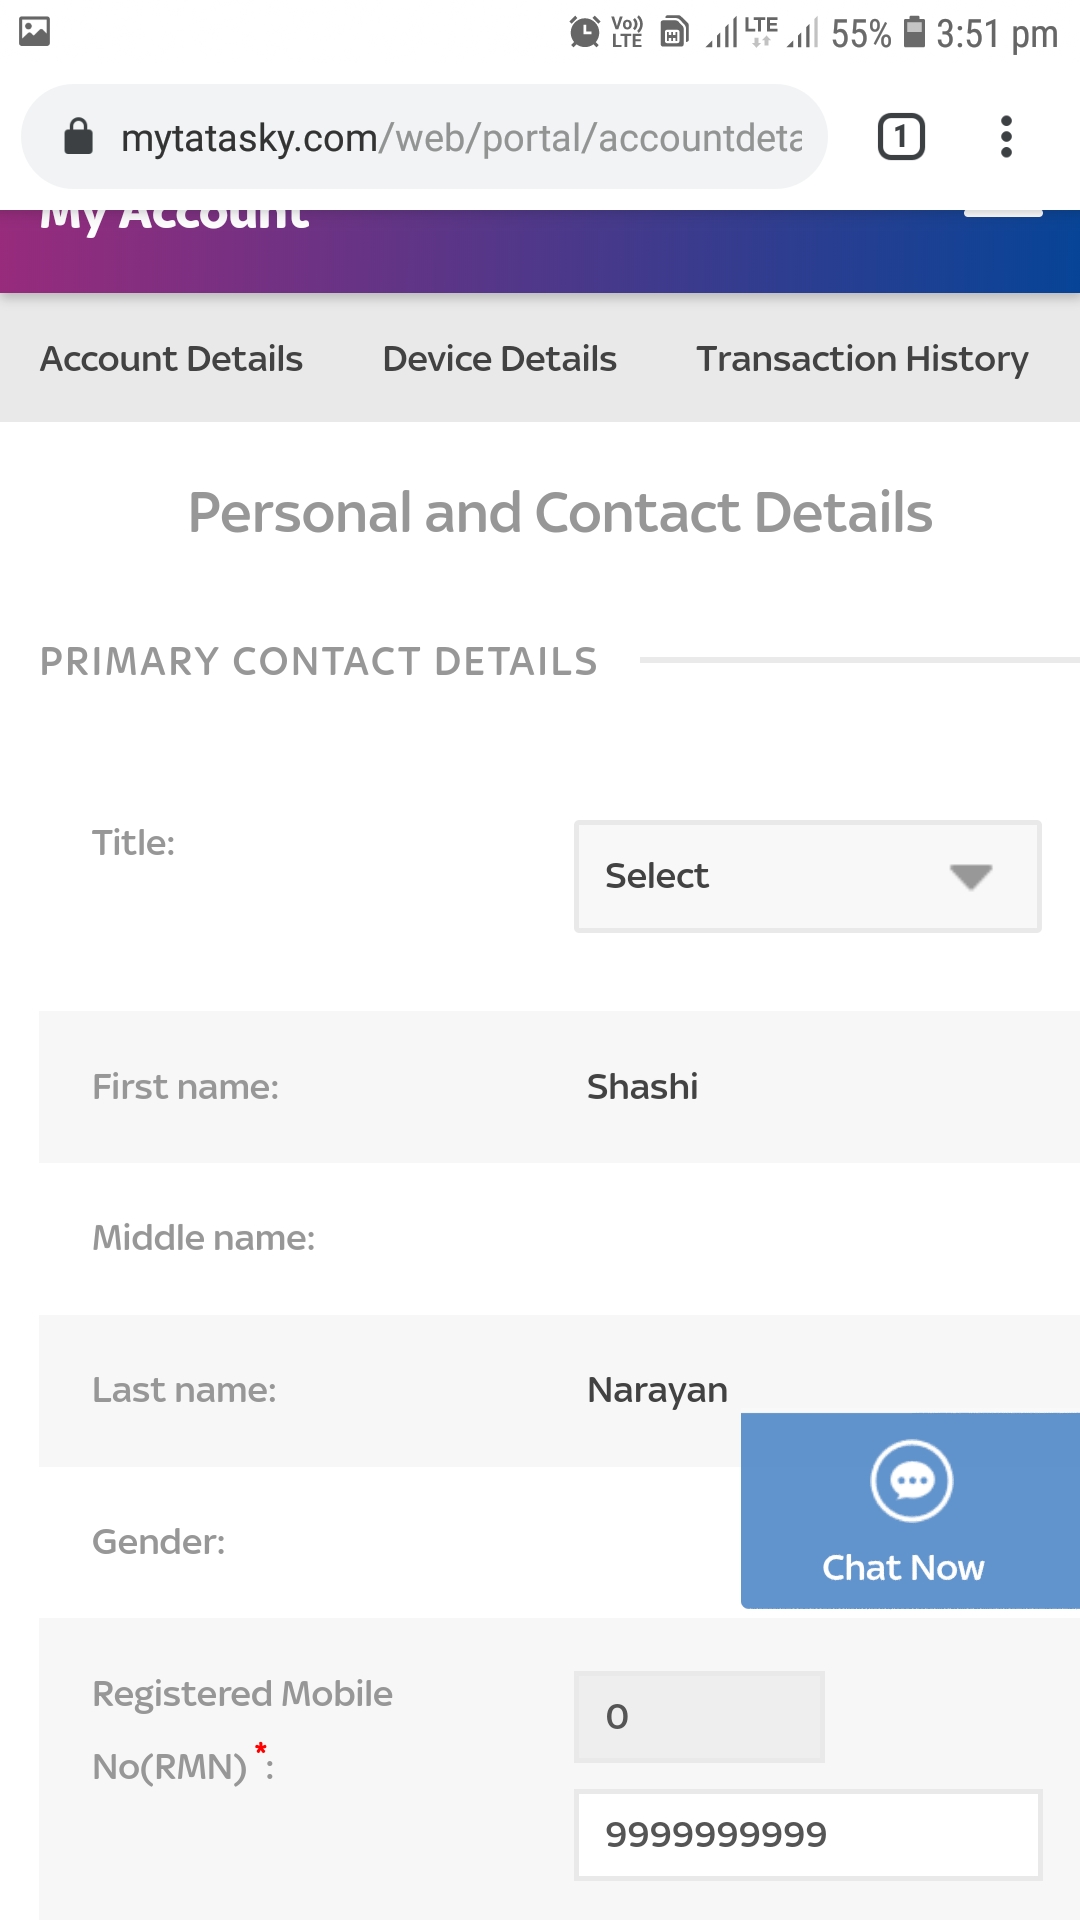 Vo)) LTE LTE 55% 3:51 pm
mytatasky.com/web/portal/accountdeta 1
My Account
Account Details Device Details Transaction History
Personal and Contact Details
PRIMARY CONTACT DETAILS
Title: Select
First name: Shashi
Middle name:
Last name: Narayan
Gender:
Chat Now
Registered Mobile 0
No(RMN) *:
9999999999